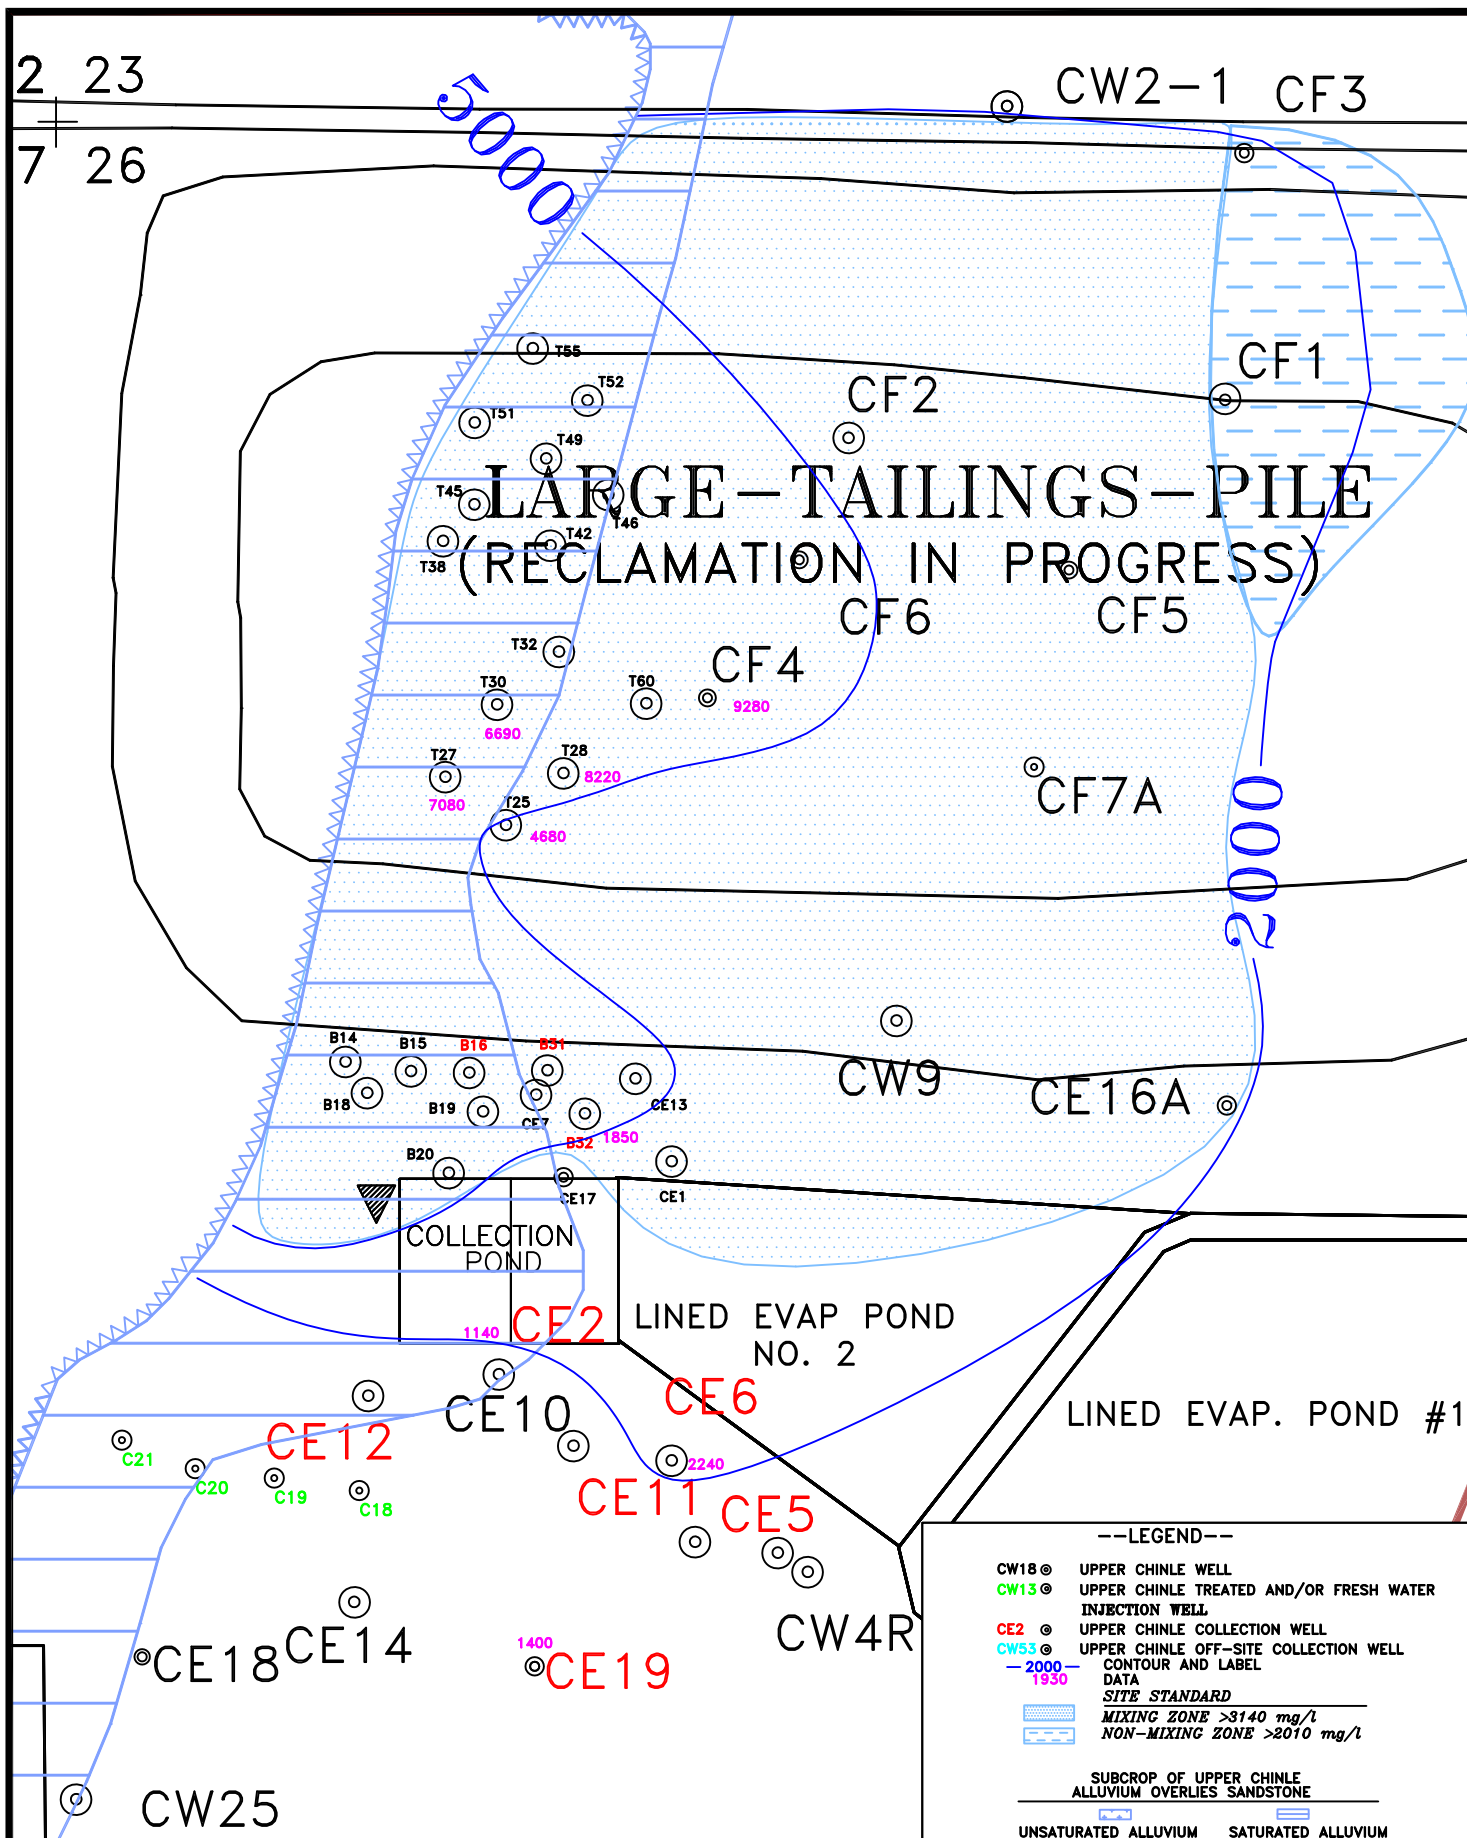 2 23
7 26
5000
CW2-1
CF3
T55
T52
T51
CF2
CF1
T49
LARGE-TAILINGS-PILE
T45
T46
T42
T38
(RECLAMATION IN PROGRESS)
CF6
CF5
T32
CF4
T30
T60
9280
6690
T27
T28
8220
7080
T25
4680
CF7A
2000
B14
B15
B16
B31
CW9
CE16A
B18
B19
CE7
CE13
B32
1850
B20
CE17
CE1
COLLECTION
POND
1140
CE2
LINED EVAP POND
NO. 2
CE6
CE10
LINED EVAP. POND #1
CE12
C21
C20
C19
C18
2240
CE11
CE5
CW4R
CE18
CE14
1400
CE19
CW25
--LEGEND--
CW18 UPPER CHINLE WELL
CW13 UPPER CHINLE TREATED AND/OR FRESH WATER
INJECTION WELL
CE2 UPPER CHINLE COLLECTION WELL
CW53 UPPER CHINLE OFF-SITE COLLECTION WELL
2000 CONTOUR AND LABEL
1930 DATA
SITE STANDARD
MIXING ZONE >3140 mg/l
NON-MIXING ZONE >2010 mg/l
SUBCROP OF UPPER CHINLE
ALLUVIUM OVERLIES SANDSTONE
UNSATURATED ALLUVIUM SATURATED ALLUVIUM